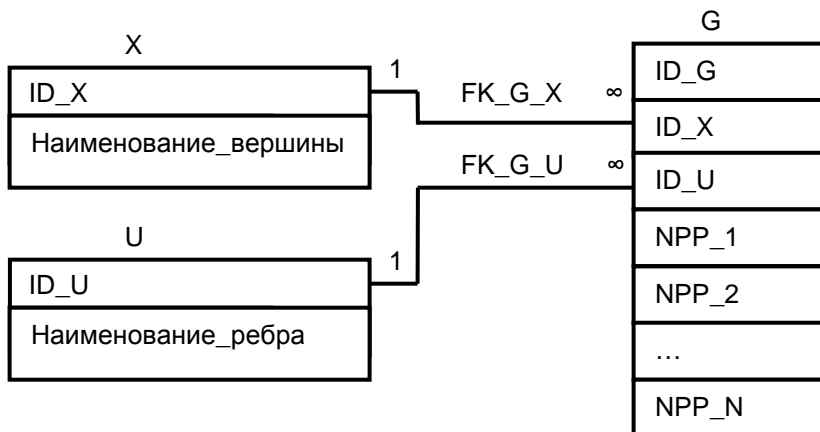 X
ID_X
Наименование_вершины
1
FK_G_X
∞
FK_G_U
∞
U
1
ID_U
Наименование_ребра
G
ID_G
ID_X
ID_U
NPP_1
NPP_2
...
NPP_N